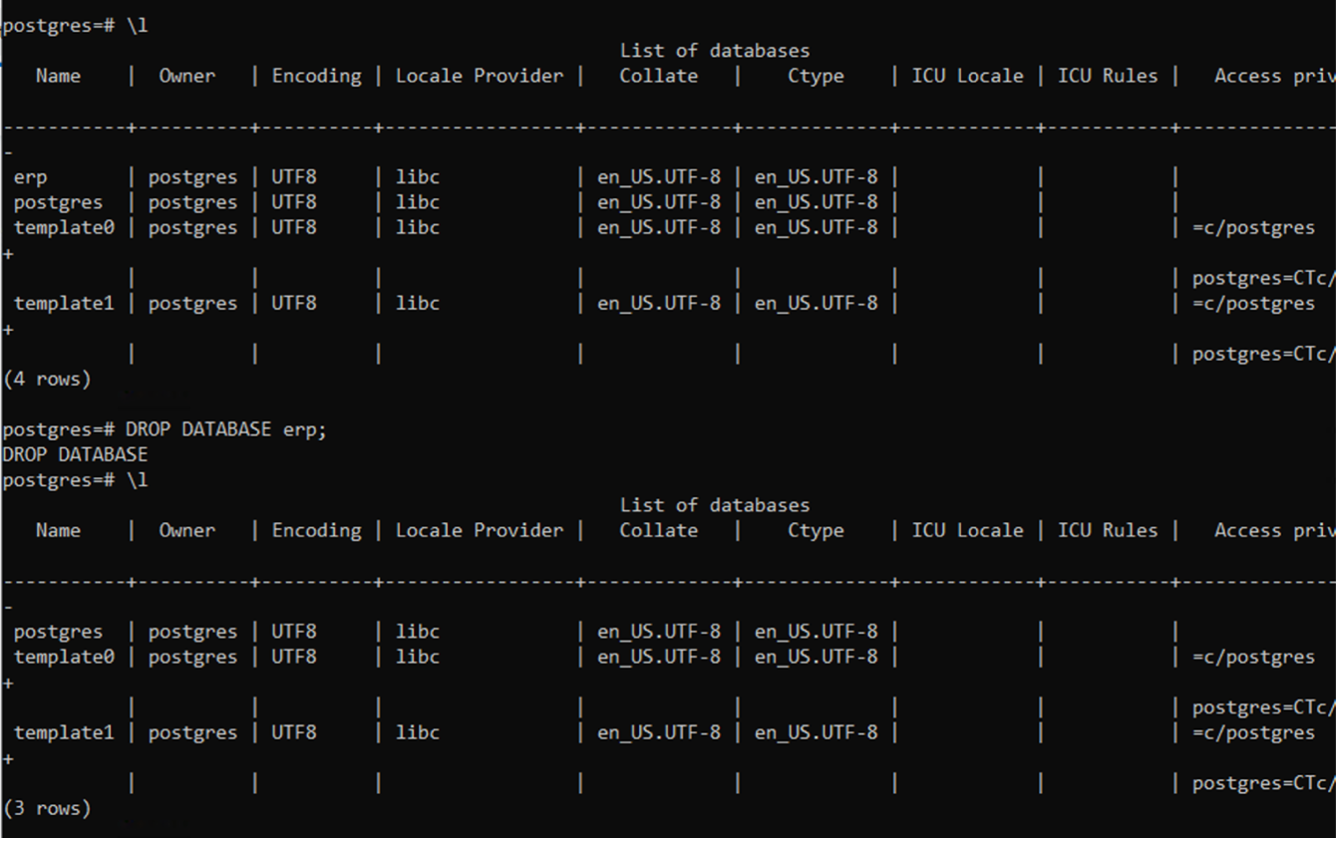 postgres=# \l
List of databases
Name | Owner | Encoding | Locale Provider | Collate | Ctype | ICU Locale | ICU Rules | Access priv
-----------+----------+----------+-----------------+-------------+-------------+------------+-----------+--------------
-
erp | postgres | UTF8 | libc | en_US.UTF-8 | en_US.UTF-8 | | |
postgres | postgres | UTF8 | libc | en_US.UTF-8 | en_US.UTF-8 | | |
template0 | postgres | UTF8 | libc | en_US.UTF-8 | en_US.UTF-8 | | | =c/postgres
+
| | | | | | | | postgres=CTc/
template1 | postgres | UTF8 | libc | en_US.UTF-8 | en_US.UTF-8 | | | =c/postgres
+
| | | | | | | | postgres=CTc/
(4 rows)
postgres=# DROP DATABASE erp;
DROP DATABASE
postgres=# \l
List of databases
Name | Owner | Encoding | Locale Provider | Collate | Ctype | ICU Locale | ICU Rules | Access priv
-----------+----------+----------+-----------------+-------------+-------------+------------+-----------+--------------
-
postgres | postgres | UTF8 | libc | en_US.UTF-8 | en_US.UTF-8 | | |
template0 | postgres | UTF8 | libc | en_US.UTF-8 | en_US.UTF-8 | | | =c/postgres
+
| | | | | | | | postgres=CTc/
template1 | postgres | UTF8 | libc | en_US.UTF-8 | en_US.UTF-8 | | | =c/postgres
+
| | | | | | | | postgres=CTc/
(3 rows)